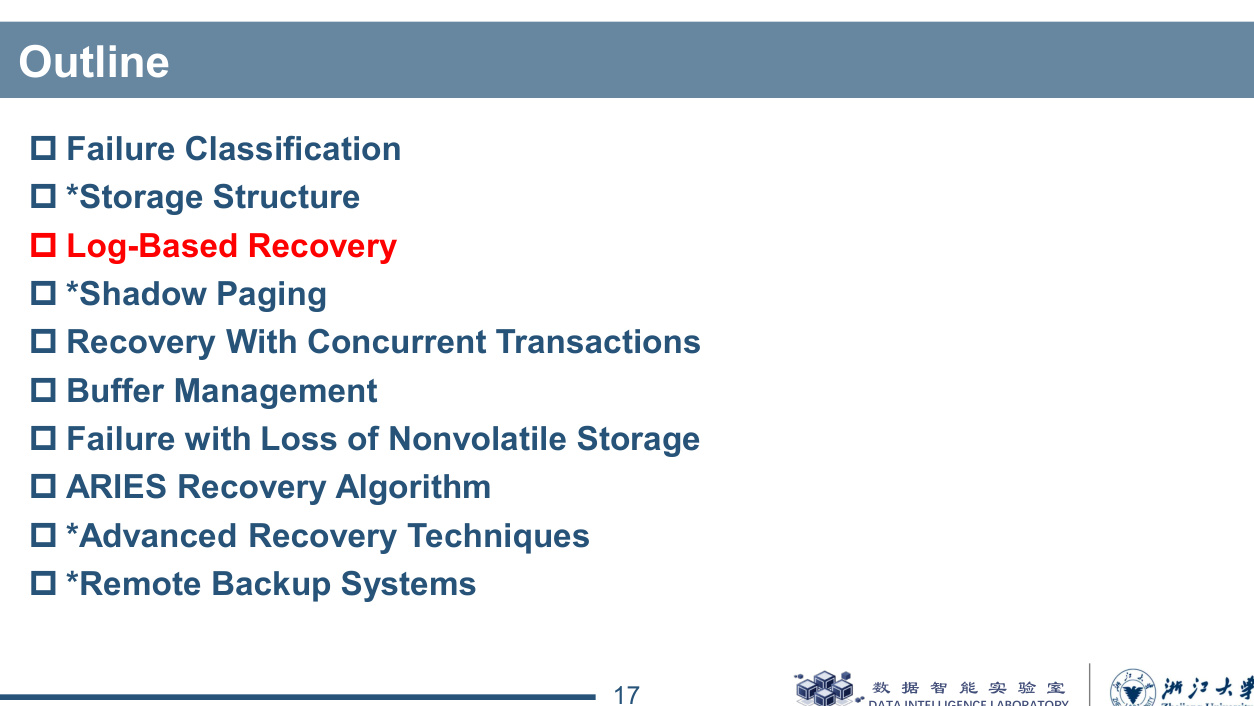 Outline
Failure Classification
*Storage Structure
Log-Based Recovery
*Shadow Paging
Recovery With Concurrent Transactions
Buffer Management
Failure with Loss of Nonvolatile Storage
ARIES Recovery Algorithm
*Advanced Recovery Techniques
*Remote Backup Systems
17
数据智能实验室
DATA INTELLIGENCE LABORATORY
浙江大学